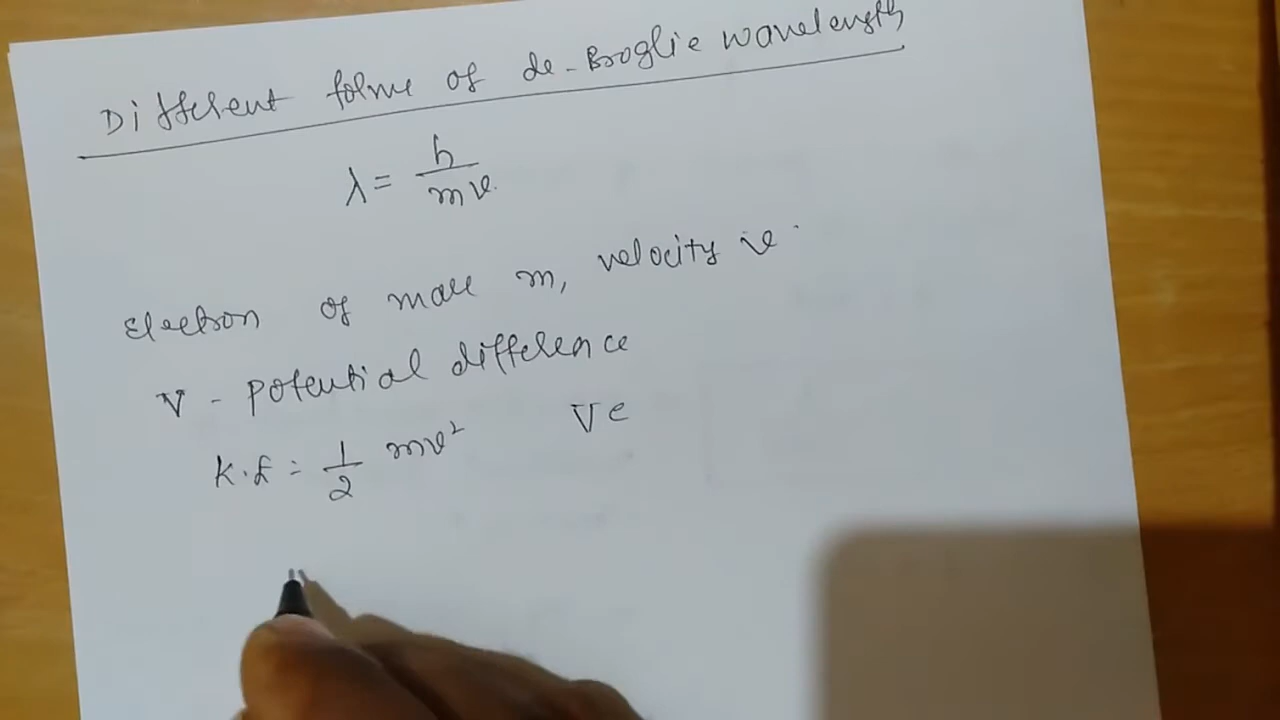 Different forms of de-Broglie wavelength
λ = h/mv
Electron of mass m, velocity v
V - Potential difference
K.E = 1/2 mv² Ve